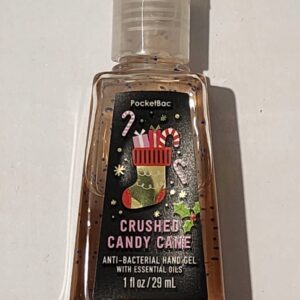 PocketBac
CRUSHED
CANDY CANE
ANTI-BACTERIAL HAND GEL
WITH ESSENTIAL OILS
1 fl oz/29 mL